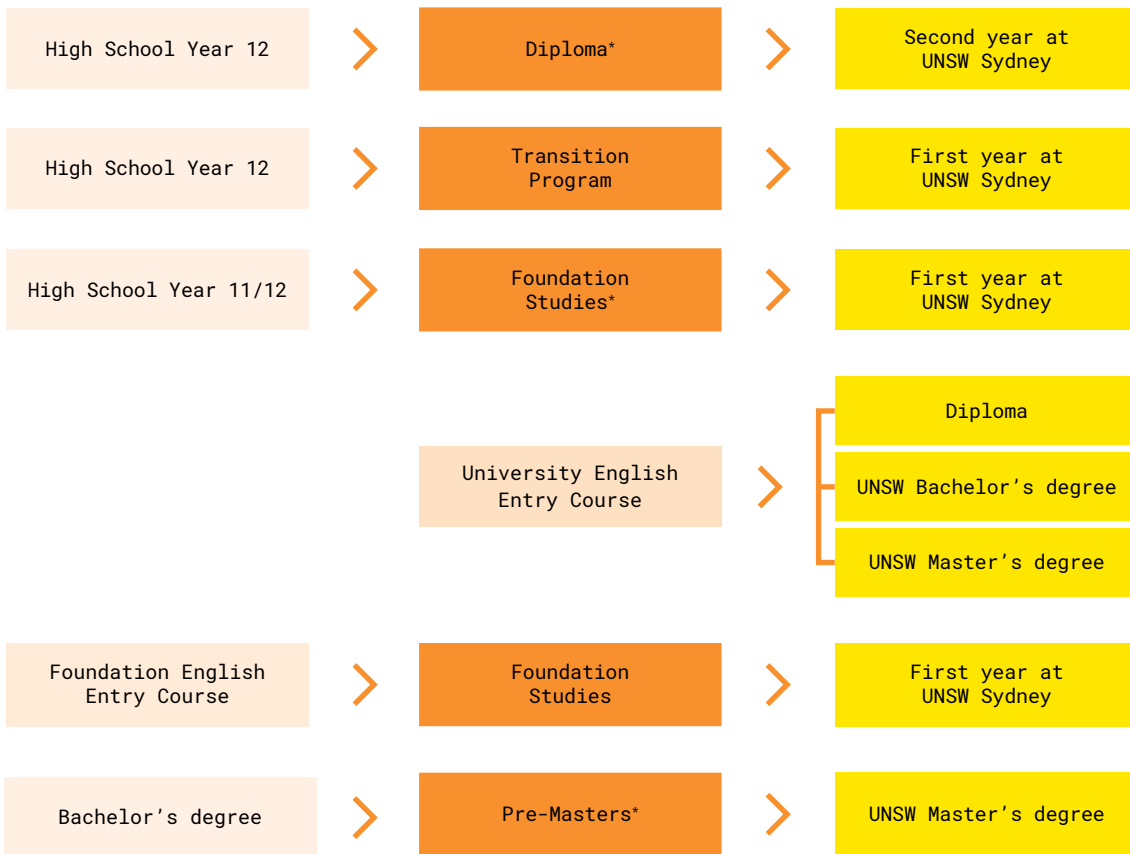 High School Year 12
Diploma*
Second year at
UNSW Sydney
High School Year 12
Transition
Program
First year at
UNSW Sydney
High School Year 11/12
Foundation
Studies*
First year at
UNSW Sydney
University English
Entry Course
Diploma
UNSW Bachelor’s degree
UNSW Master’s degree
Foundation English
Entry Course
Foundation
Studies
First year at
UNSW Sydney
Bachelor’s degree
Pre-Masters*
UNSW Master’s degree